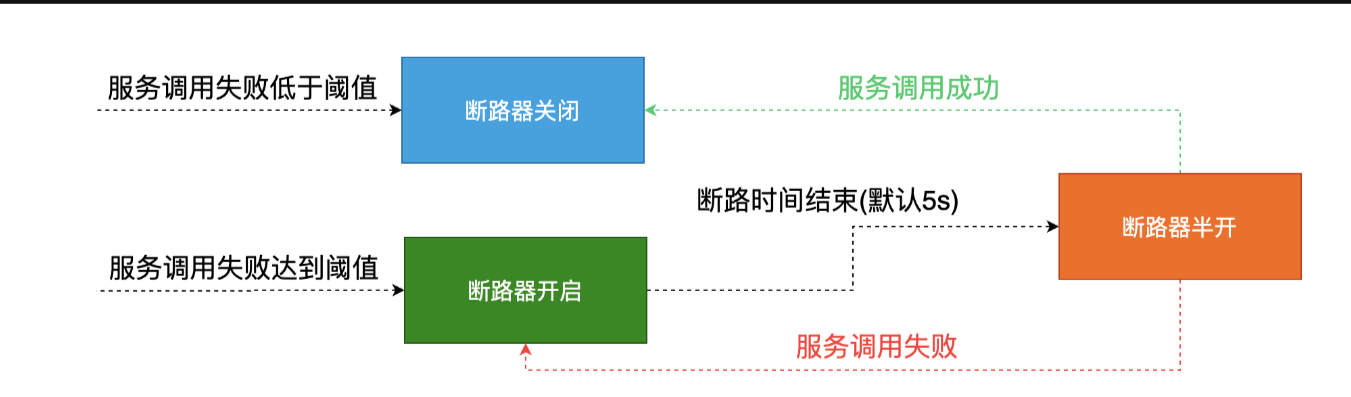 服务调用失败低于阈值
断路器关闭
服务调用成功
断路时间结束(默认5s)
断路器半开
服务调用失败达到阈值
断路器开启
服务调用失败